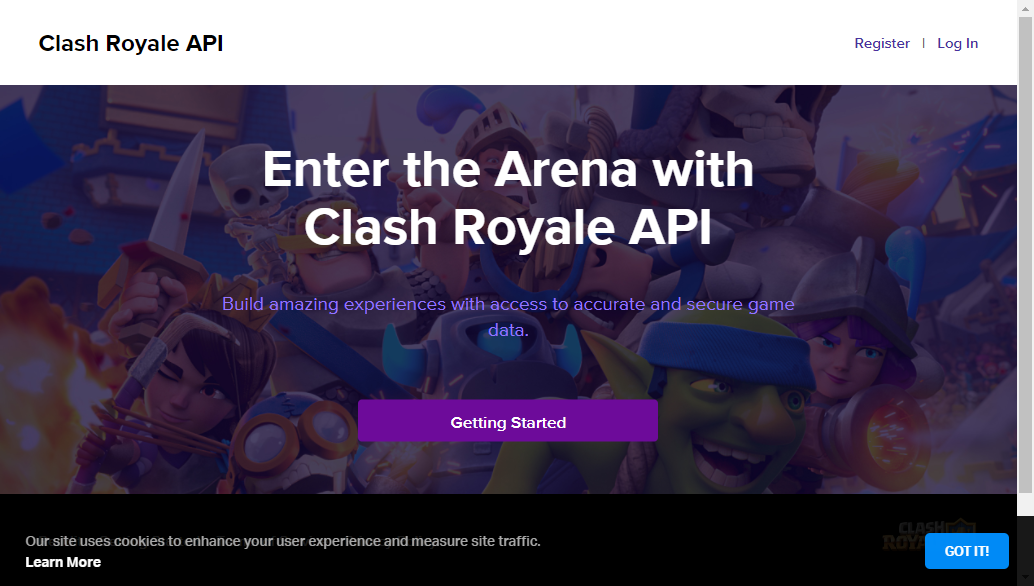 Clash Royale API
Register | Log In
Enter the Arena with
Clash Royale API
Build amazing experiences with access to accurate and secure game
data.
Getting Started
Our site uses cookies to enhance your user experience and measure site traffic.
Learn More
CLASH
GOT IT!